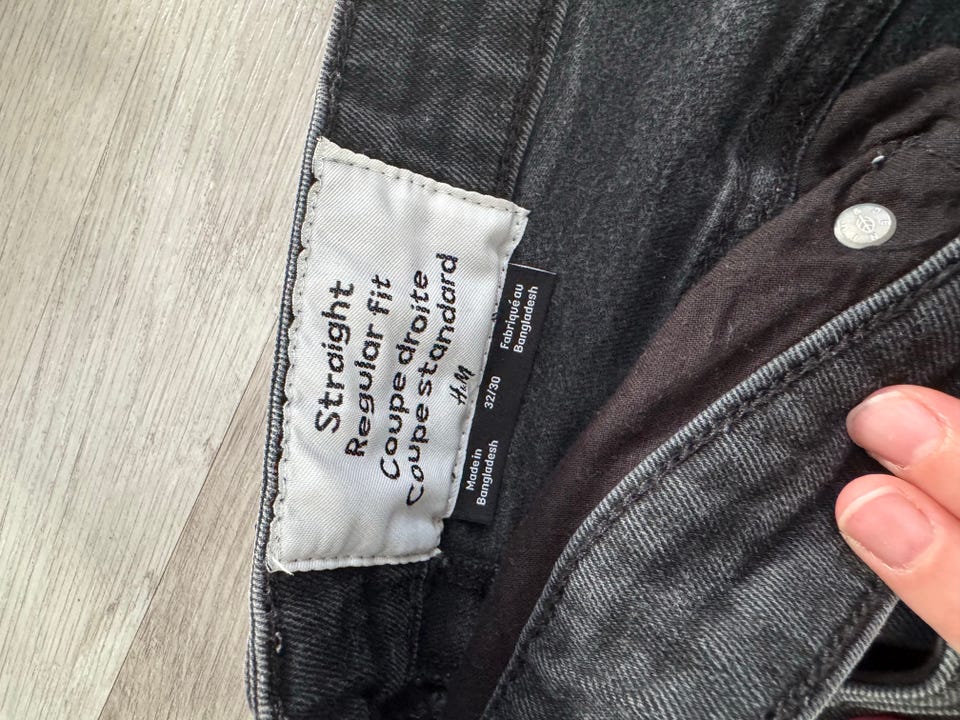 Straight
Regular fit
Coupe droite
Coupe standard
H&M
Made in
Bangladesh
32/30
Fabriqué au
Bangladesh